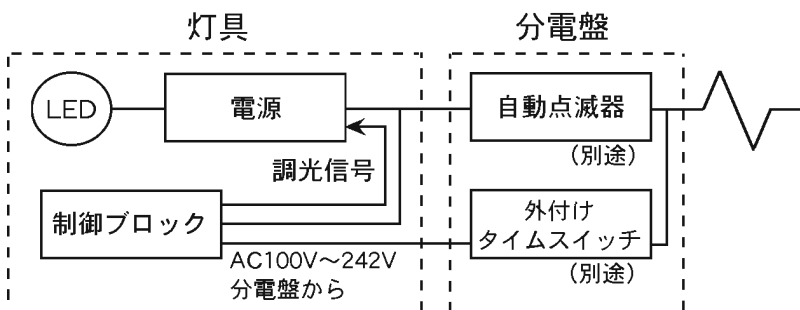 灯具
分電盤
LED
電源
自動点滅器
(別途)
調光信号
制御ブロック
外付け
タイムスイッチ
(別途)
AC100V〜242V
分電盤から